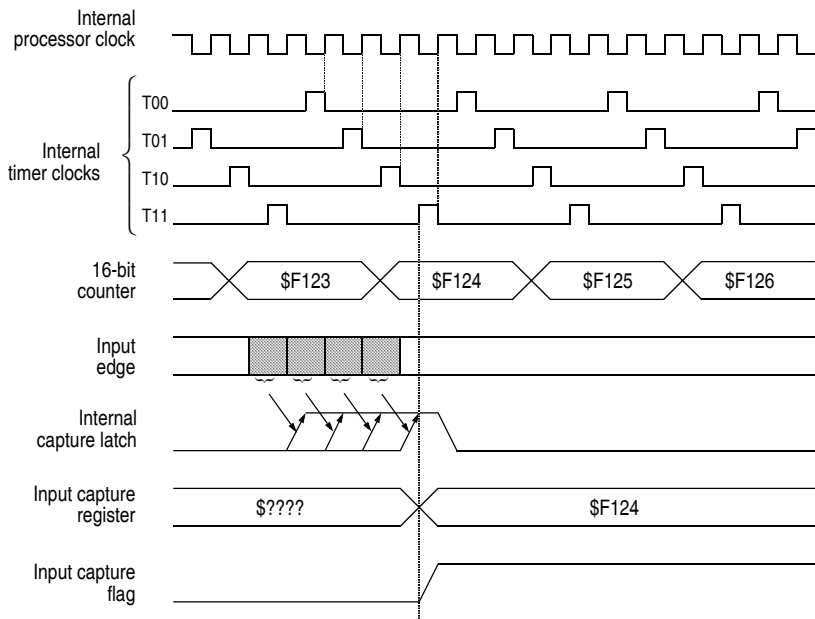 Internal
processor clock
T00
T01
Internal
timer clocks
T10
T11
16-bit
counter
$F123
$F124
$F125
$F126
Input
edge
Internal
capture latch
Input capture
register
$????
$F124
Input capture
flag